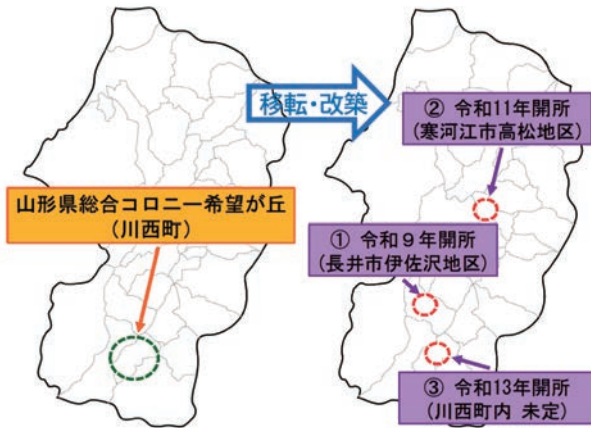 移転・改築
② 令和11年開所
(寒河江市高松地区)
山形県総合コロニー希望が丘
(川西町)
① 令和９年開所
(長井市伊佐沢地区)
③ 令和13年開所
(川西町内 未定)